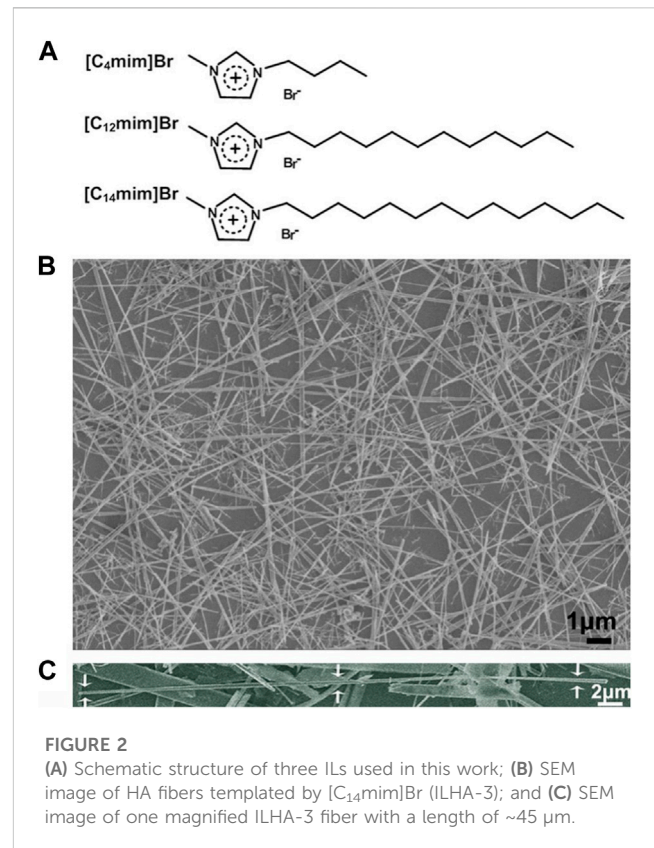 A
[C₄mim]Br
N
+
N
Br⁻
[C₁₂mim]Br
N
+
N
Br⁻
[C₁₄mim]Br
N
+
N
Br⁻
B
1μm
C
2μm
FIGURE 2
(A) Schematic structure of three ILs used in this work; (B) SEM
image of HA fibers templated by [C₁₄mim]Br (ILHA-3); and (C) SEM
image of one magnified ILHA-3 fiber with a length of ~45 μm.